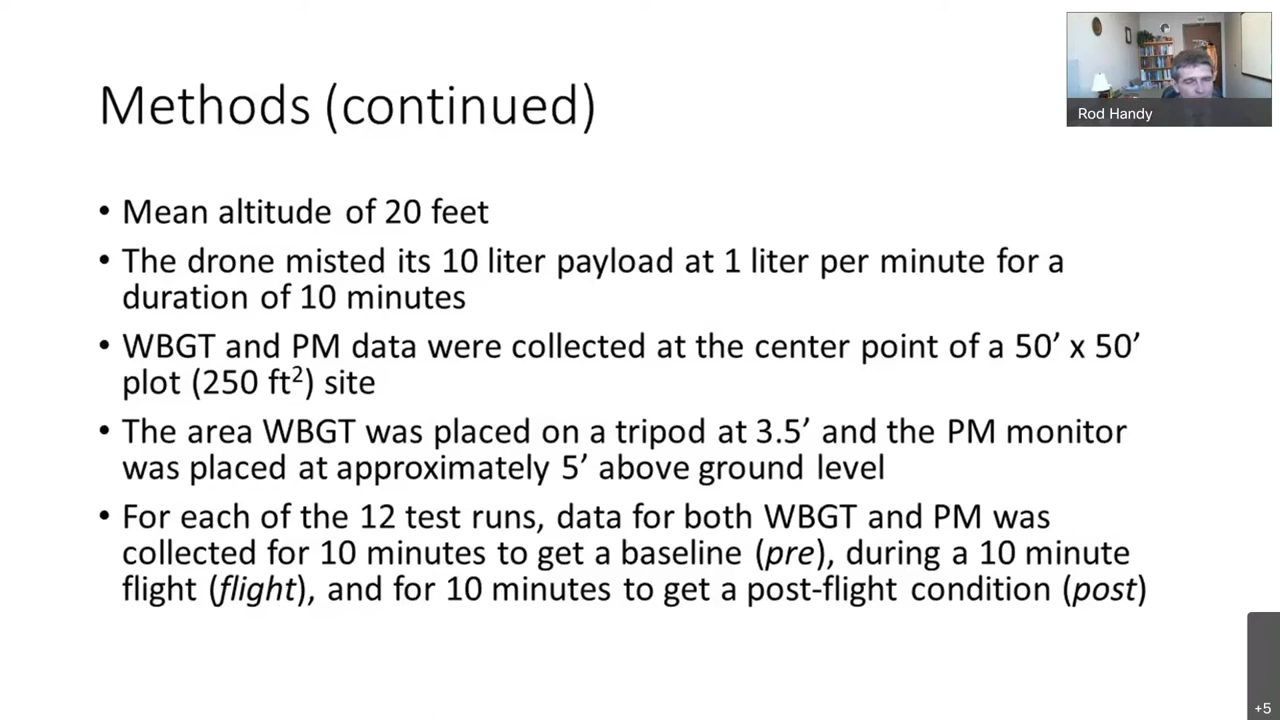 Methods (continued)
Rod Handy
• Mean altitude of 20 feet
• The drone misted its 10 liter payload at 1 liter per minute for a
duration of 10 minutes
• WBGT and PM data were collected at the center point of a 50’ x 50’
plot (250 ft²) site
• The area WBGT was placed on a tripod at 3.5’ and the PM monitor
was placed at approximately 5’ above ground level
• For each of the 12 test runs, data for both WBGT and PM was
collected for 10 minutes to get a baseline (pre), during a 10 minute
flight (flight), and for 10 minutes to get a post-flight condition (post)
+5